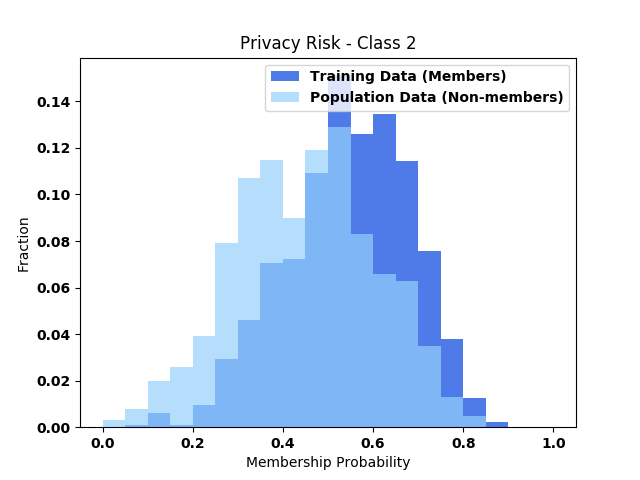 Privacy Risk - Class 2
Training Data (Members)
Population Data (Non-members)
0.14
0.12
0.10
0.08
0.06
0.04
0.02
0.00
Fraction
0.0 0.2 0.4 0.6 0.8 1.0
Membership Probability